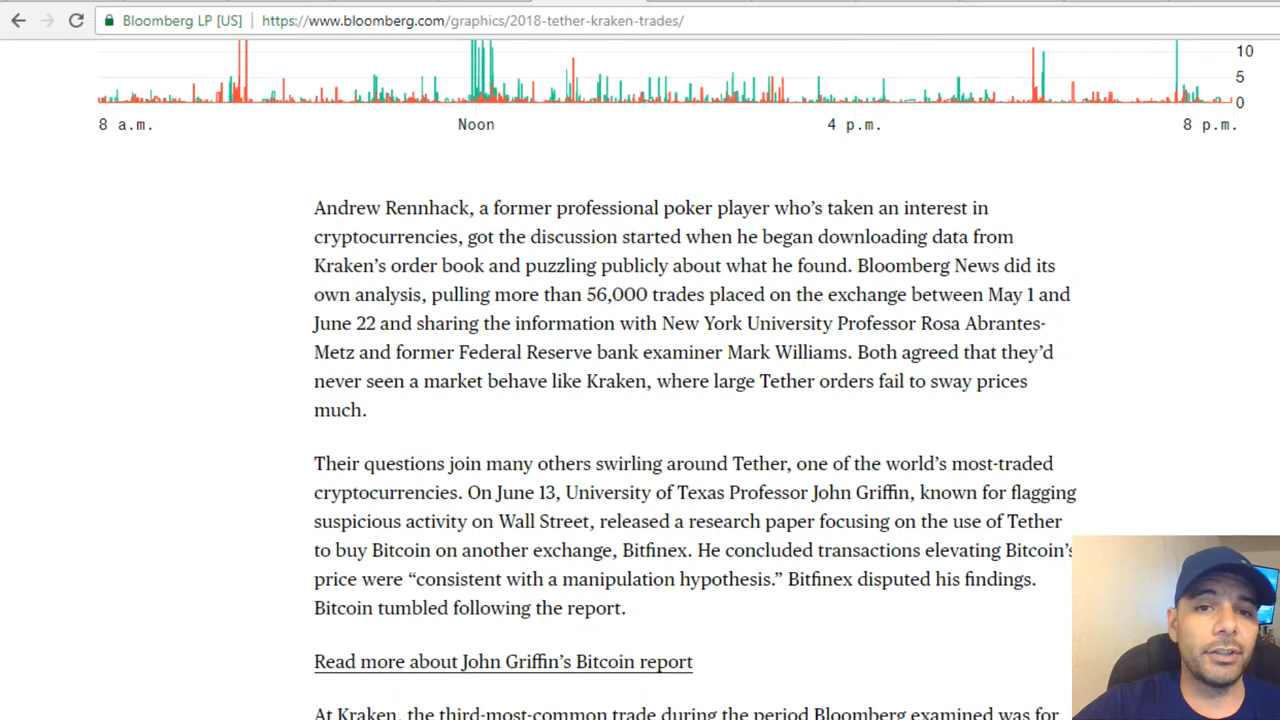 Bloomberg LP [US] https://www.bloomberg.com/graphics/2018-tether-kraken-trades/
10
5
0
8 a.m. Noon 4 p.m. 8 p.m.
Andrew Rennhack, a former professional poker player who’s taken an interest in
cryptocurrencies, got the discussion started when he began downloading data from
Kraken’s order book and puzzling publicly about what he found. Bloomberg News did its
own analysis, pulling more than 56,000 trades placed on the exchange between May 1 and
June 22 and sharing the information with New York University Professor Rosa Abrantes-
Metz and former Federal Reserve bank examiner Mark Williams. Both agreed that they’d
never seen a market behave like Kraken, where large Tether orders fail to sway prices
much.
Their questions join many others swirling around Tether, one of the world’s most-traded
cryptocurrencies. On June 13, University of Texas Professor John Griffin, known for flagging
suspicious activity on Wall Street, released a research paper focusing on the use of Tether
to buy Bitcoin on another exchange, Bitfinex. He concluded transactions elevating Bitcoin’s
price were “consistent with a manipulation hypothesis.” Bitfinex disputed his findings.
Bitcoin tumbled following the report.
Read more about John Griffin’s Bitcoin report
At Kraken, the third-most-common trade during the period Bloomberg examined was for